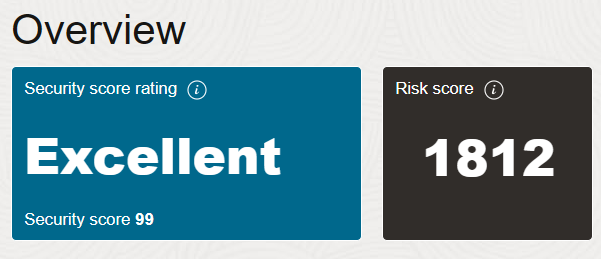 Overview
Security score rating
Excellent
Security score 99
Risk score
1812